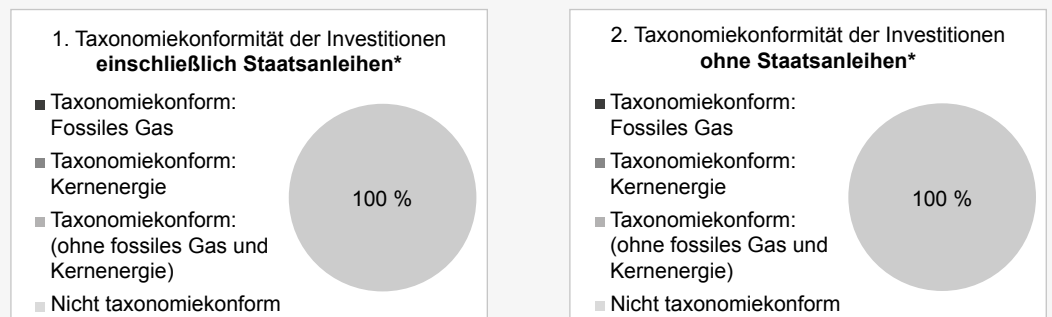 1. Taxonomiekonformität der Investitionen
einschließlich Staatsanleihen*
Taxonomiekonform:
Fossiles Gas
Taxonomiekonform:
Kernenergie
Taxonomiekonform:
(ohne fossiles Gas und
Kernenergie)
Nicht taxonomiekonform
100 %
2. Taxonomiekonformität der Investitionen
ohne Staatsanleihen*
Taxonomiekonform:
Fossiles Gas
Taxonomiekonform:
Kernenergie
Taxonomiekonform:
(ohne fossiles Gas und
Kernenergie)
Nicht taxonomiekonform
100 %